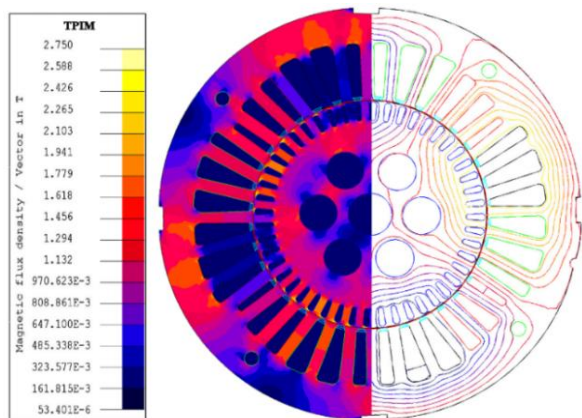 TPIM
Magnetic flux density / Vector in T
2.750
2.588
2.426
2.265
2.103
1.941
1.779
1.618
1.456
1.294
1.132
970.623E-3
808.861E-3
647.100E-3
485.338E-3
323.577E-3
161.815E-3
53.401E-6